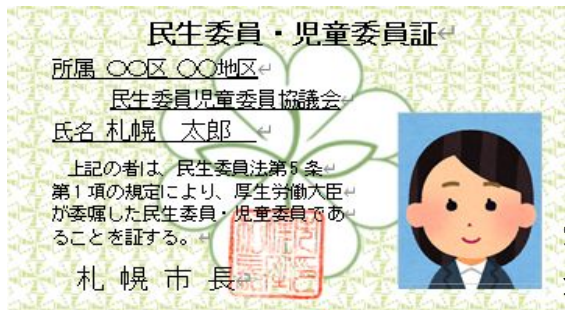 民生委員・児童委員証
所属 〇〇区 〇〇地区
民生委員児童委員協議会
氏名 札幌 太郎
上記の者は、民生委員法第5条
第1項の規定により、厚生労働大臣
が委嘱した民生委員・児童委員であ
ることを証する。
札幌市長